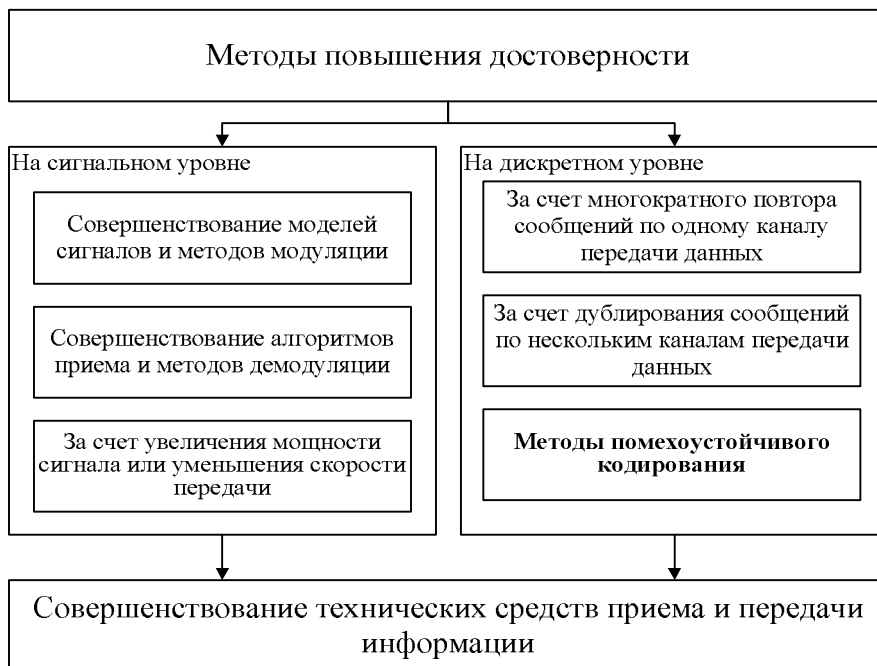 Методы повышения достоверности
На сигнальном уровне
Совершенствование моделей
сигналов и методов модуляции
Совершенствование алгоритмов
приема и методов демодуляции
За счет увеличения мощности
сигнала или уменьшения скорости
передачи
На дискретном уровне
За счет многократного повтора
сообщений по одному каналу
передачи данных
За счет дублирования сообщений
по нескольким каналам передачи
данных
Методы помехоустойчивого
кодирования
Совершенствование технических средств приема и передачи
информации